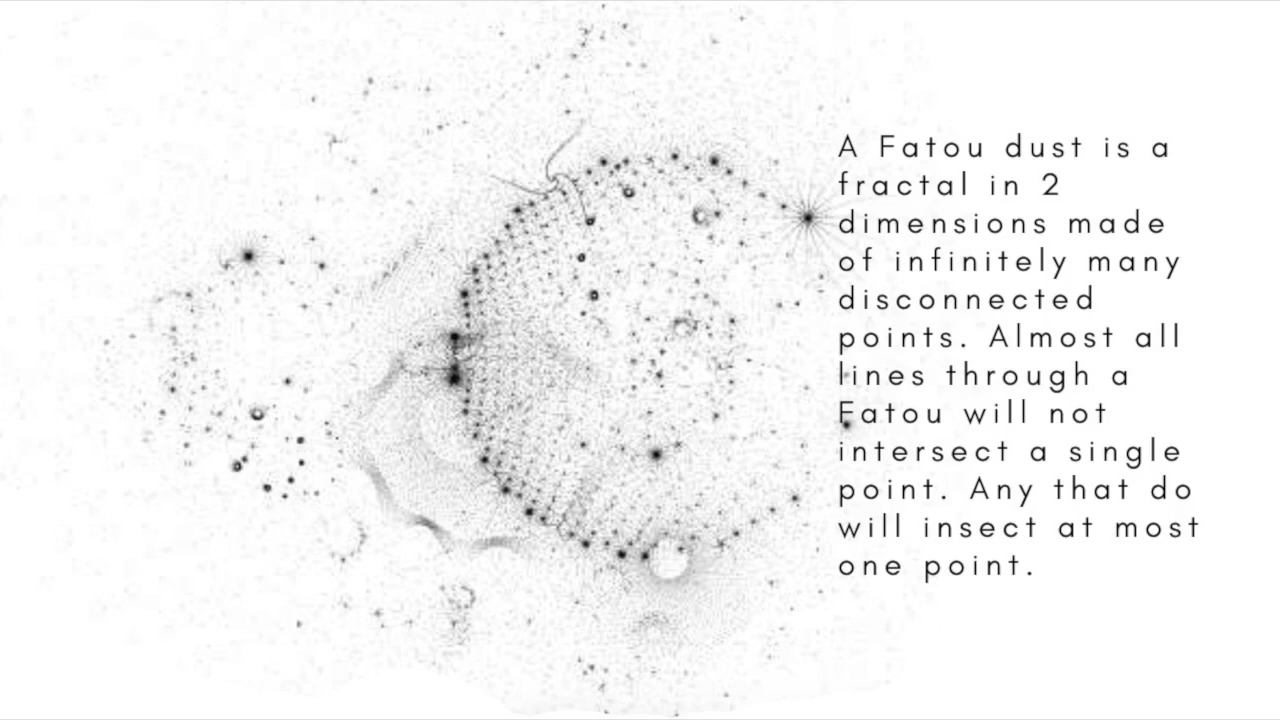 A Fatou dust is a
fractal in 2
dimensions made
of infinitely many
disconnected
points. Almost all
lines through a
Fatou will not
intersect a single
point. Any that do
will insect at most
one point.